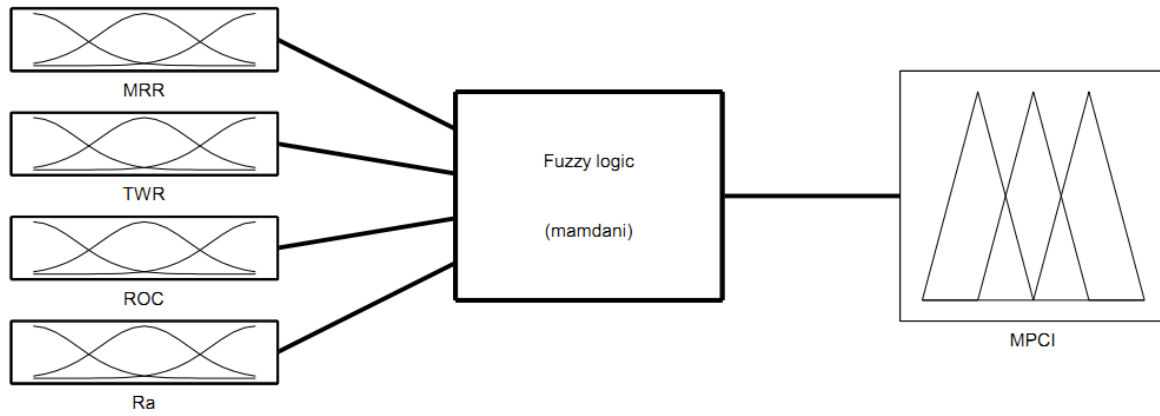 MRR
TWR
ROC
Ra
Fuzzy logic
(mamdani)
MPCI